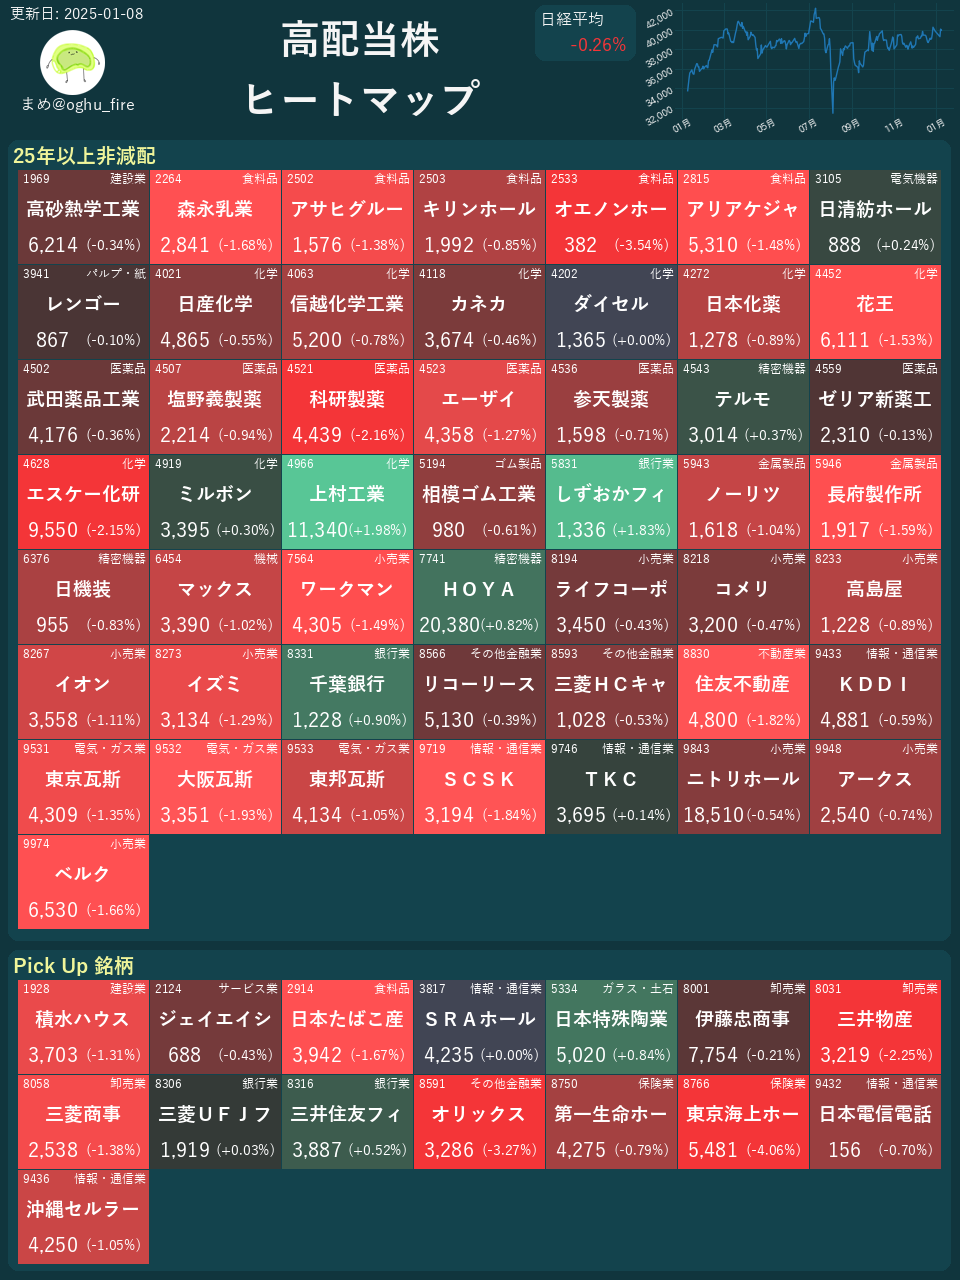 更新日: 2025-01-08
まめ@oghu_fire
高配当株
ヒートマップ
日経平均
-0.26%
42,000
40,000
38,000
36,000
34,000
32,000
01月 03月 05月 07月 09月 11月 01月
25年以上非減配
1969 建設業 2264 食料品 2502 食料品 2503 食料品 2533 食料品 2815 食料品 3105 電気機器
高砂熱学工業 森永乳業 アサヒグルー キリンホール オエノンホー アリアケジャ 日清紡ホール
6,214 (-0.34%) 2,841 (-1.68%) 1,576 (-1.38%) 1,992 (-0.85%) 382 (-3.54%) 5,310 (-1.48%) 888 (+0.24%)
3941 パルプ・紙 4021 化学 4063 化学 4118 化学 4202 化学 4272 化学 4452 化学
レンゴー 日産化学 信越化学工業 カネカ ダイセル 日本化薬 花王
867 (-0.10%) 4,865 (-0.55%) 5,200 (-0.78%) 3,674 (-0.46%) 1,365 (+0.00%) 1,278 (-0.89%) 6,111 (-1.53%)
4502 医薬品 4507 医薬品 4521 医薬品 4523 医薬品 4536 医薬品 4543 精密機器 4559 医薬品
武田薬品工業 塩野義製薬 科研製薬 エーザイ 参天製薬 テルモ ゼリア新薬工
4,176 (-0.36%) 2,214 (-0.94%) 4,439 (-2.16%) 4,358 (-1.27%) 1,598 (-0.71%) 3,014 (+0.37%) 2,310 (-0.13%)
4628 化学 4919 化学 4966 化学 5194 ゴム製品 5831 銀行業 5943 金属製品 5946 金属製品
エスケー化研 ミルボン 上村工業 相模ゴム工業 しずおかフィ ノーリツ 長府製作所
9,550 (-2.15%) 3,395 (+0.30%) 11,340(+1.98%) 980 (-0.61%) 1,336 (+1.83%) 1,618 (-1.04%) 1,917 (-1.59%)
6376 精密機器 6454 機械 7564 小売業 7741 精密機器 8194 小売業 8218 小売業 8233 小売業
日機装 マックス ワークマン ＨＯＹＡ ライフコーポ コメリ 高島屋
955 (-0.83%) 3,390 (-1.02%) 4,305 (-1.49%) 20,380(+0.82%) 3,450 (-0.43%) 3,200 (-0.47%) 1,228 (-0.89%)
8267 小売業 8273 小売業 8331 銀行業 8566 その他金融業 8593 その他金融業 8830 不動産業 9433 情報・通信業
イオン イズミ 千葉銀行 リコーリース 三菱ＨＣキャ 住友不動産 ＫＤＤＩ
3,558 (-1.11%) 3,134 (-1.29%) 1,228 (+0.90%) 5,130 (-0.39%) 1,028 (-0.53%) 4,800 (-1.82%) 4,881 (-0.59%)
9531 電気・ガス業 9532 電気・ガス業 9533 電気・ガス業 9719 情報・通信業 9746 情報・通信業 9843 小売業 9948 小売業
東京瓦斯 大阪瓦斯 東邦瓦斯 ＳＣＳＫ ＴＫＣ ニトリホール アークス
4,309 (-1.35%) 3,351 (-1.93%) 4,134 (-1.05%) 3,194 (-1.84%) 3,695 (+0.14%) 18,510(-0.54%) 2,540 (-0.74%)
9974 小売業
ベルク
6,530 (-1.66%)
Pick Up 銘柄
1928 建設業 2124 サービス業 2914 食料品 3817 情報・通信業 5334 ガラス・土石 8001 卸売業 8031 卸売業
積水ハウス ジェイエイシ 日本たばこ産 ＳＲＡホール 日本特殊陶業 伊藤忠商事 三井物産
3,703 (-1.31%) 688 (-0.43%) 3,942 (-1.67%) 4,235 (+0.00%) 5,020 (+0.84%) 7,754 (-0.21%) 3,219 (-2.25%)
8058 卸売業 8306 銀行業 8316 銀行業 8591 その他金融業 8750 保険業 8766 保険業 9432 情報・通信業
三菱商事 三菱ＵＦＪフ 三井住友フィ オリックス 第一生命ホー 東京海上ホー 日本電信電話
2,538 (-1.38%) 1,919 (+0.03%) 3,887 (+0.52%) 3,286 (-3.27%) 4,275 (-0.79%) 5,481 (-4.06%) 156 (-0.70%)
9436 情報・通信業
沖縄セルラー
4,250 (-1.05%)